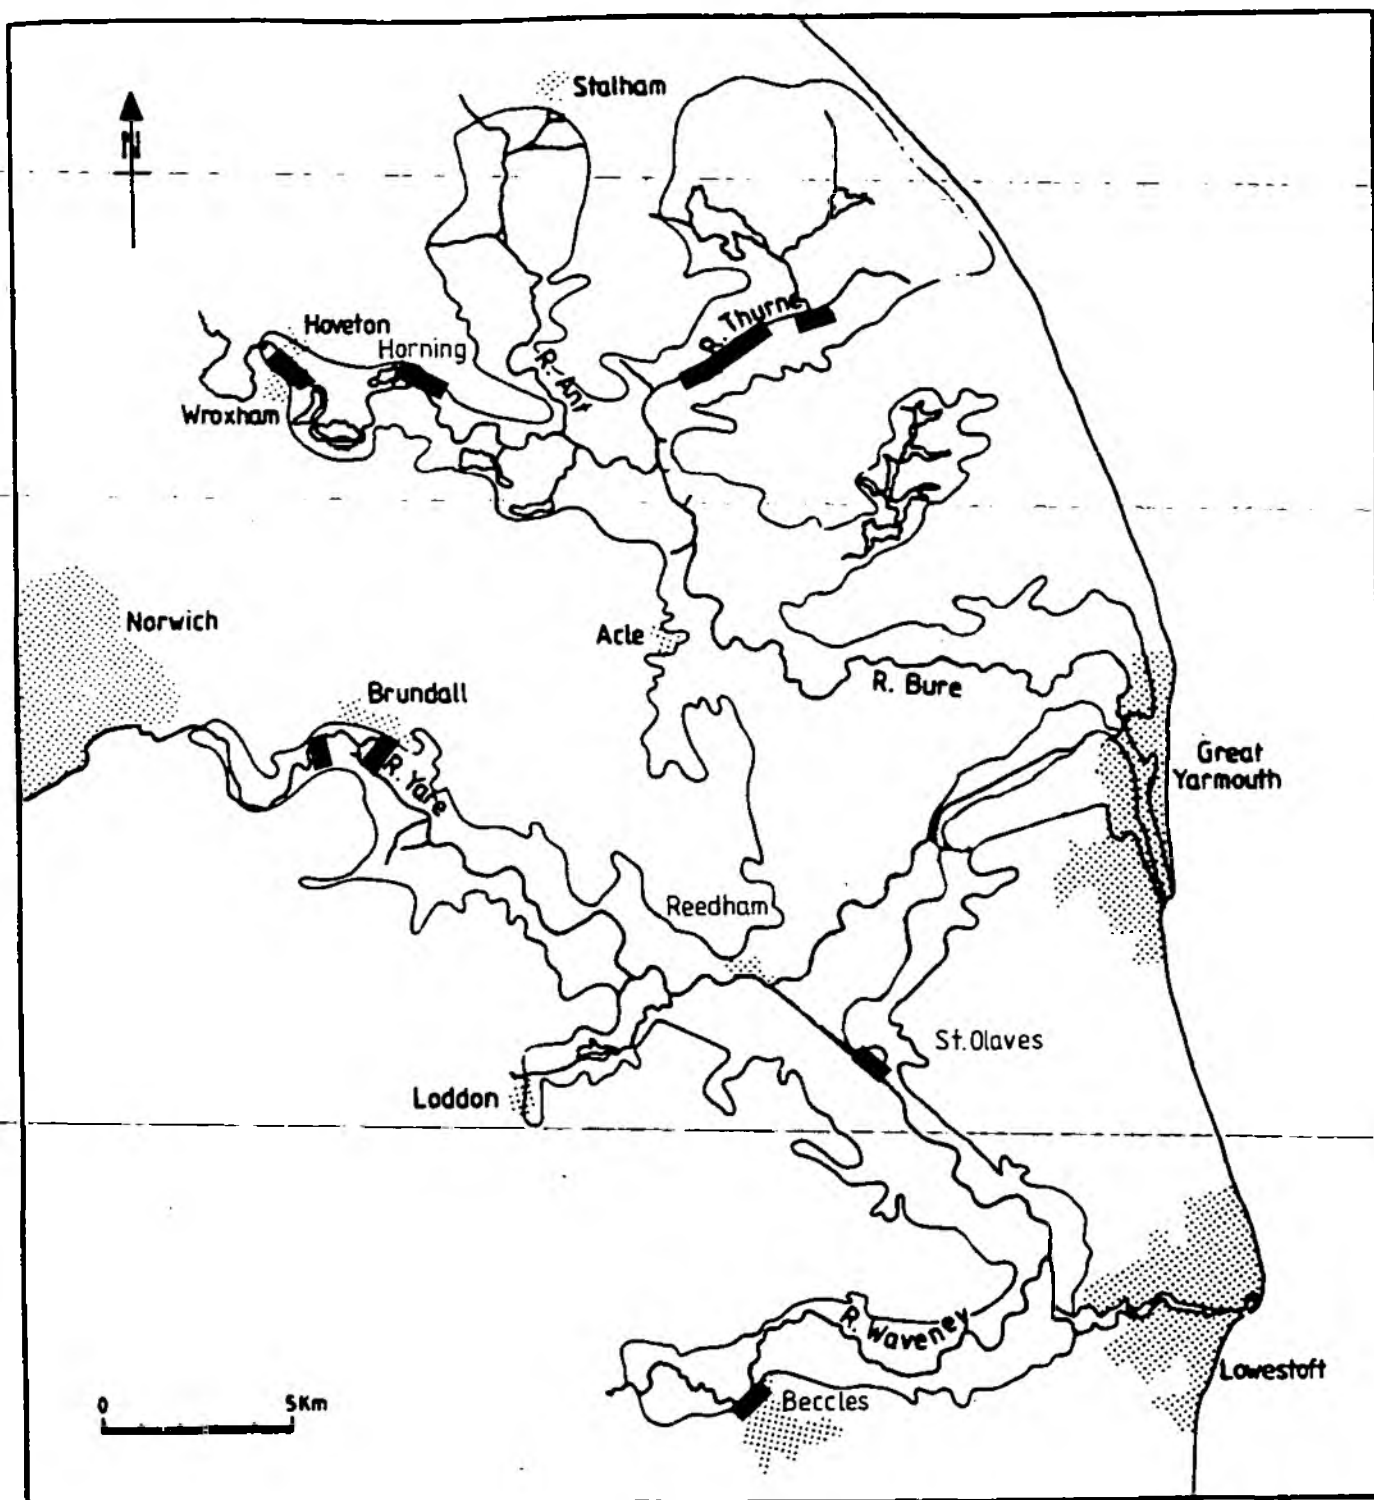 Stalham
N
R. Thurne
Hoveton
Horning
R. Ant
Wroxham
Norwich
Acle
Brundall
R. Bure
Great
Yarmouth
R Yare
Reedham
St. Olaves
Loddon
R. Waveney
Lowestoft
Beccles
0 5Km